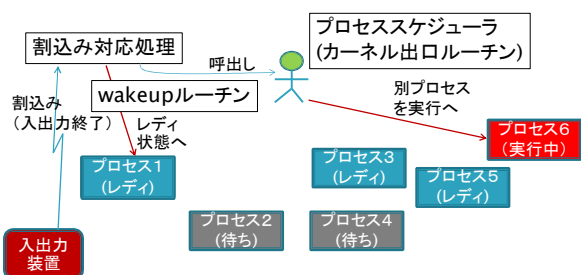 割込み対応処理
呼出し
プロセススケジューラ
(カーネル出口ルーチン)
wakeupルーチン
割込み
(入出力終了)
レディ
状態へ
別プロセス
を実行へ
プロセス6
(実行中)
プロセス1
(レディ)
プロセス3
(レディ)
プロセス5
(レディ)
プロセス2
(待ち)
プロセス4
(待ち)
入出力
装置